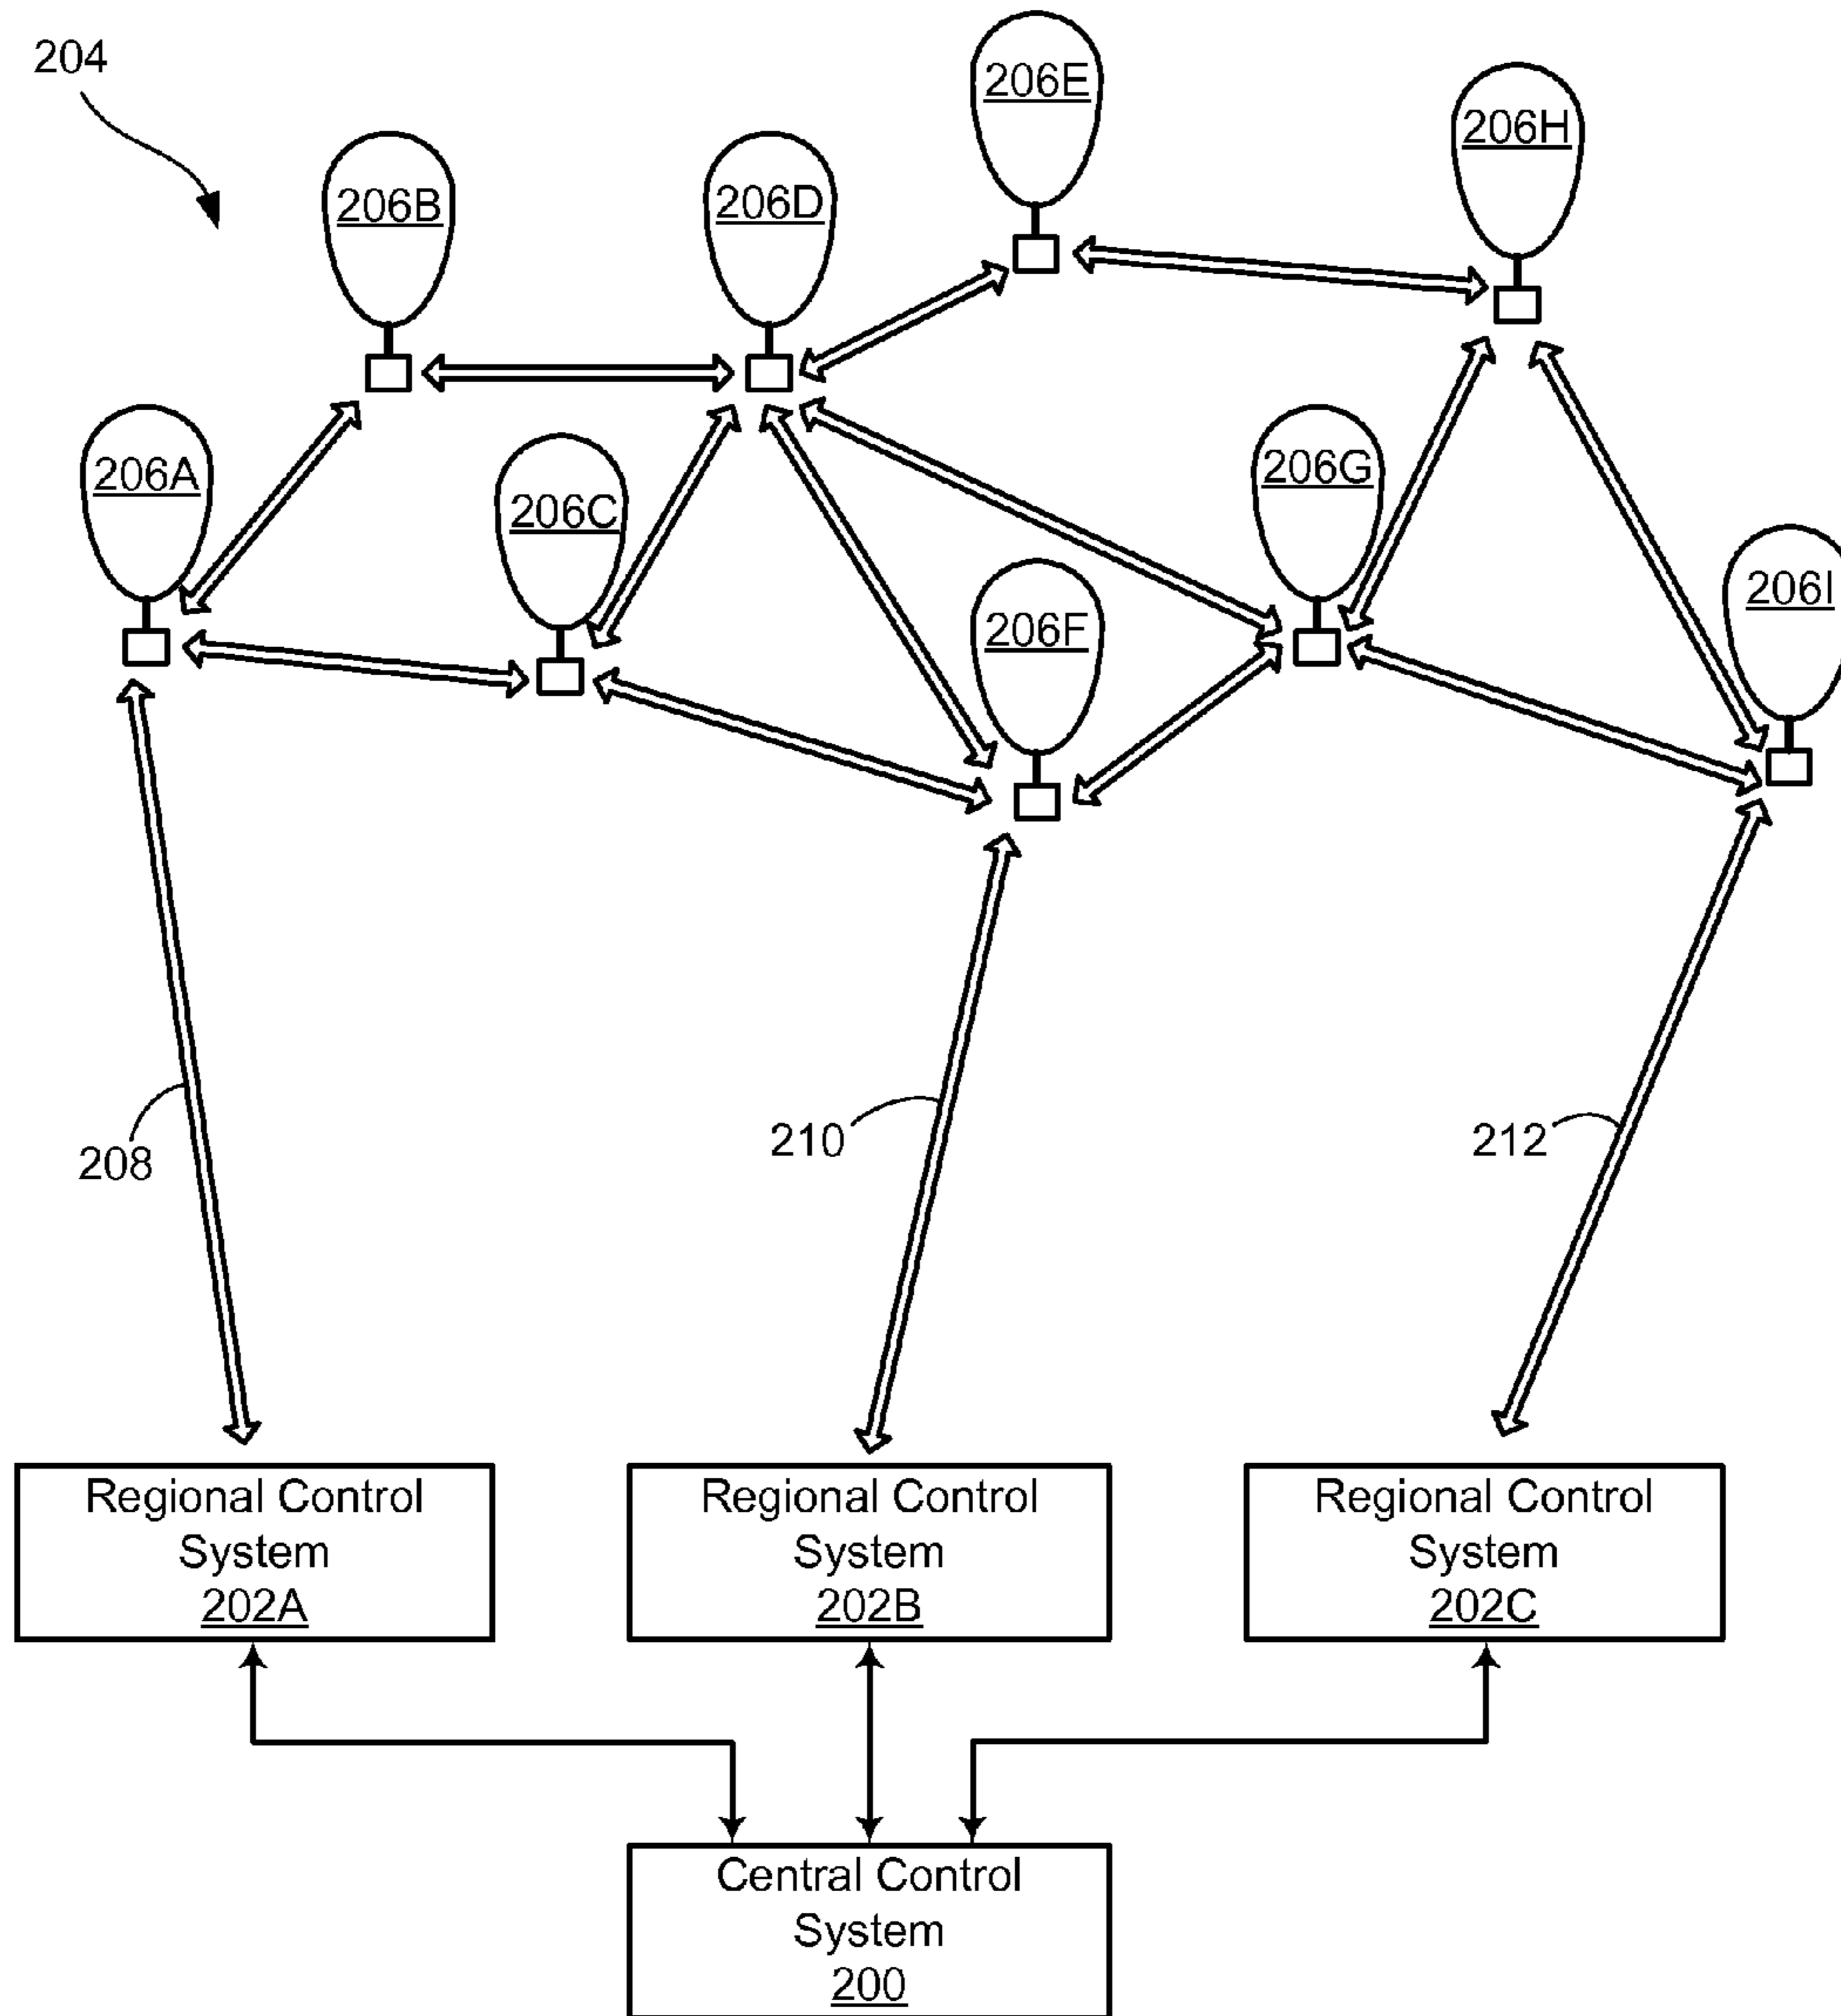 204
206E
206H
206B
206D
206A
206C
206G
206F
206I
208
210
212
Regional Control
System
202A
Regional Control
System
202B
Regional Control
System
202C
Central Control
System
200